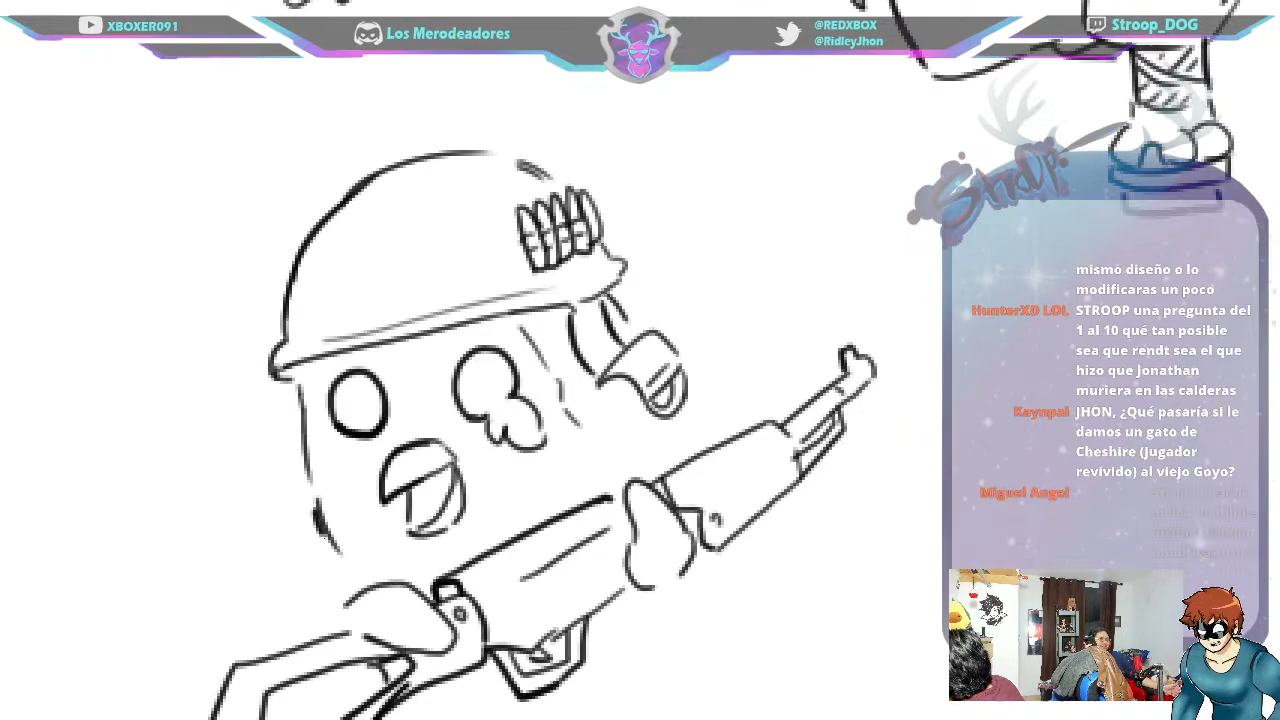 XBOXER091
Los Merodeadores
@REDXBOX
@RidleyJhon
Stroop_DOG
StroOp
mismo diseño o lo
modificaras un poco
HunterXD LOL STROOP una pregunta del
1 al 10 qué tan posible
sea que rendt sea el que
hizo que jonathan
muriera en las calderas
Kaynpai JHON, ¿Qué pasaría si le
damos un gato de
Cheshire (Jugador
revivido) al viejo Goyo?
Miguel Angel